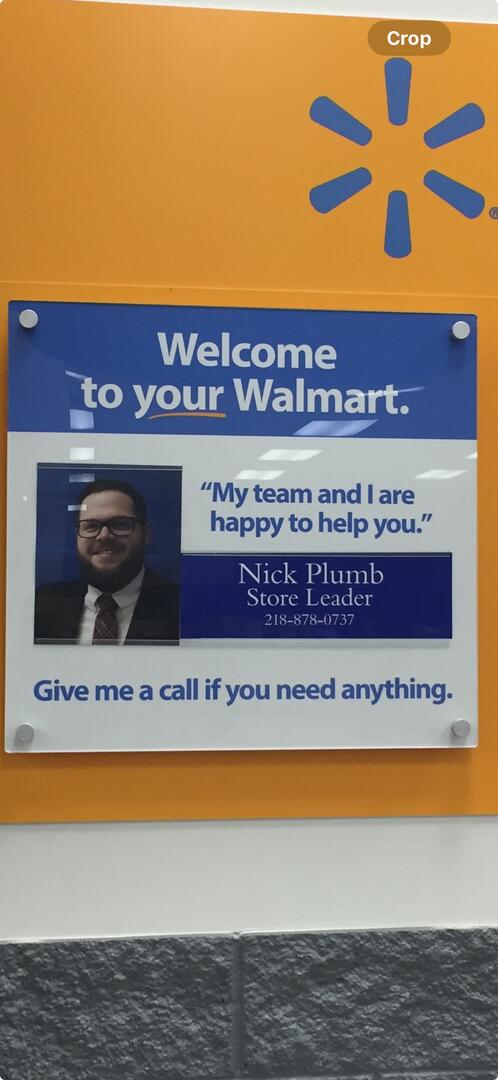 Crop
®
Welcome
to your Walmart.
“My team and I are
happy to help you.”
Nick Plumb
Store Leader
218-878-0737
Give me a call if you need anything.